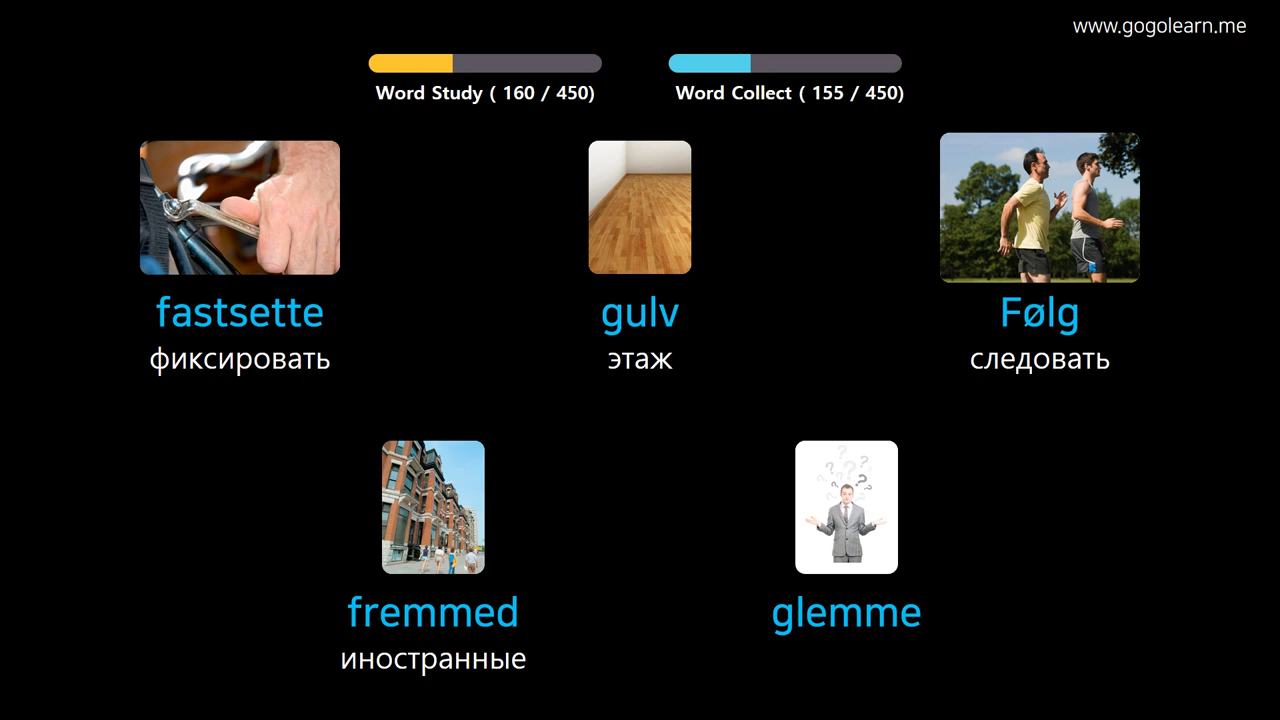 www.gogolearn.me
Word Study ( 160 / 450)
Word Collect ( 155 / 450)
fastsette
фиксировать
gulv
этаж
Følg
следовать
fremmed
иностранные
glemme